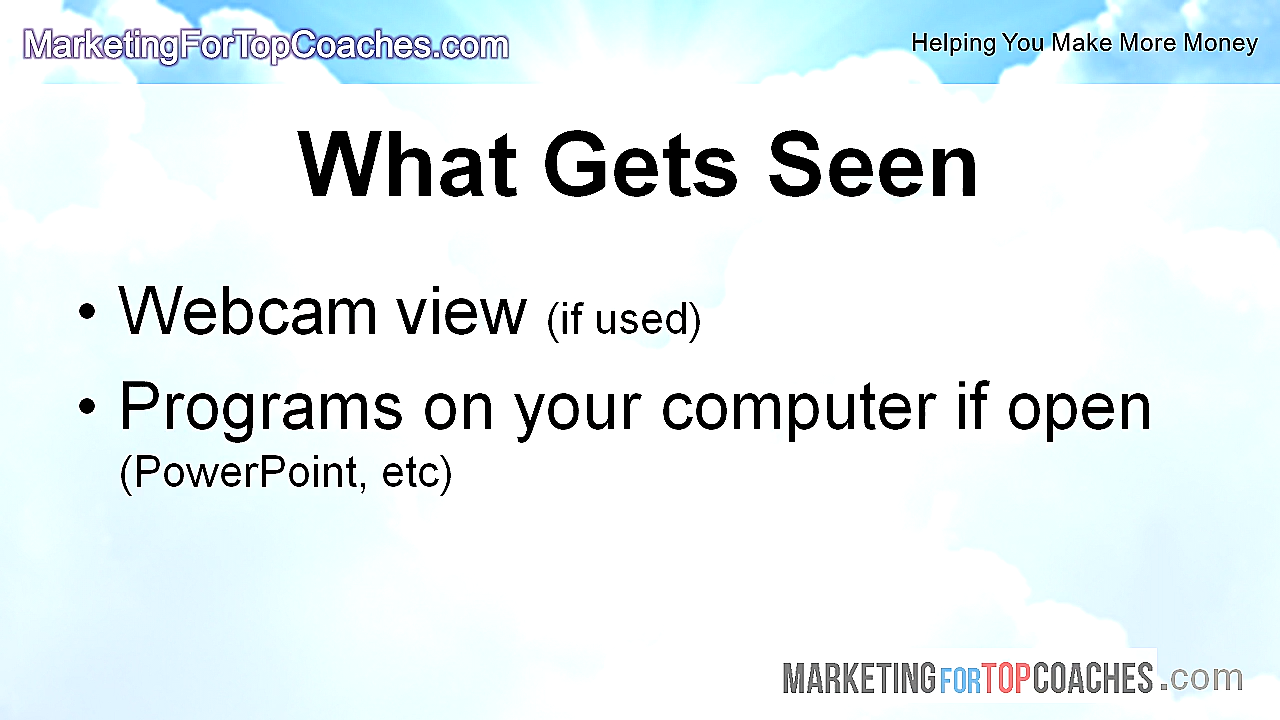 MarketingForTopCoaches.com
Helping You Make More Money
What Gets Seen
• Webcam view (if used)
• Programs on your computer if open
(PowerPoint, etc)
MARKETINGFORTOPCOACHES.com